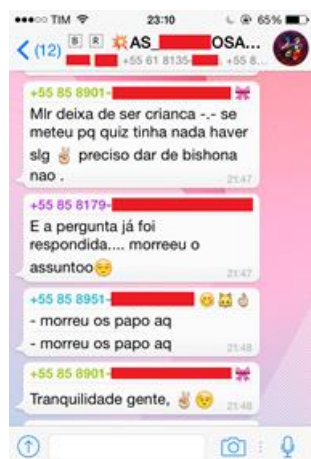 TIM 23:10 65%
(12) B R AS_ OSA...
+55 61 8135- , +55 8...
+55 85 8901-
Mlr deixa de ser crianca -.- se
meteu pq quiz tinha nada haver
slg ✌ preciso dar de bishona
nao .
21:47
+55 85 8179-
E a pergunta já foi
respondida.... morreeu o
assuntoo😏
21:47
+55 85 8951-
- morreu os papo aq
- morreu os papo aq
21:48
+55 85 8901-
Tranquilidade gente, ✌😏
21:48